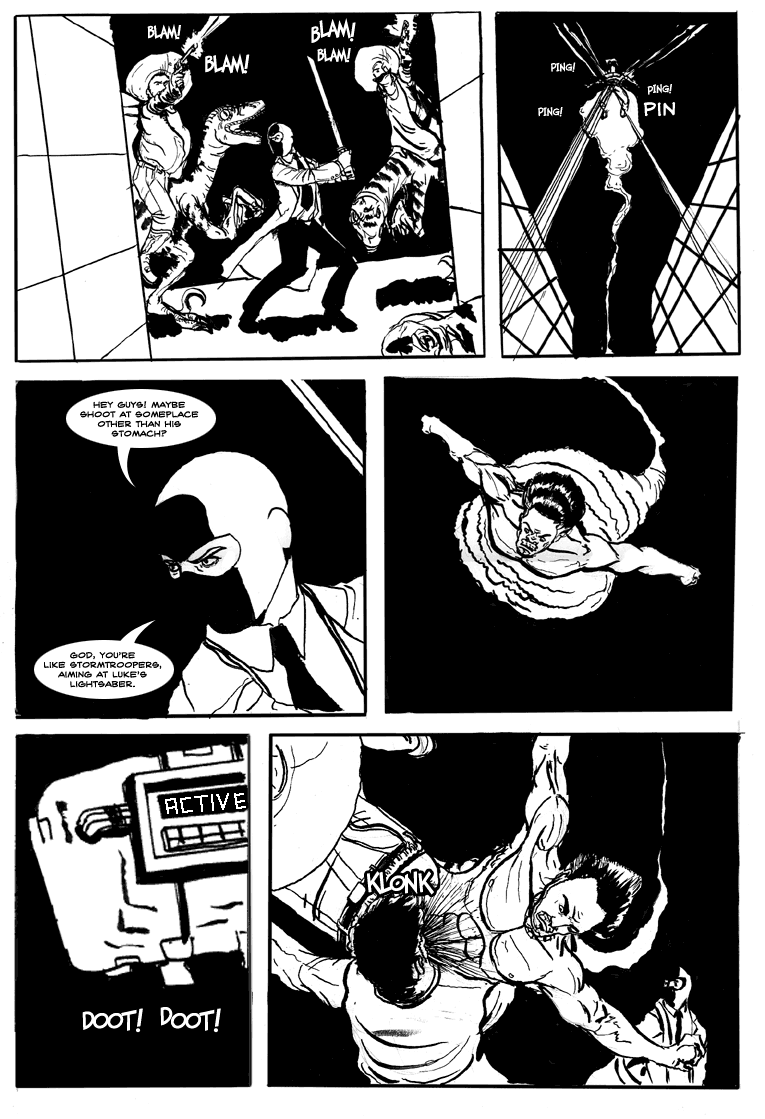 BLAM!
BLAM!
BLAM!
BLAM!
PING!
PING!
PING!
PIN
HEY GUYS! MAYBE
SHOOT AT SOMEPLACE
OTHER THAN HIS
STOMACH?
GOD, YOU'RE
LIKE STORMTROOPERS,
AIMING AT LUKE'S
LIGHTSABER.
ACTIVE
DOOT! DOOT!
KLONK